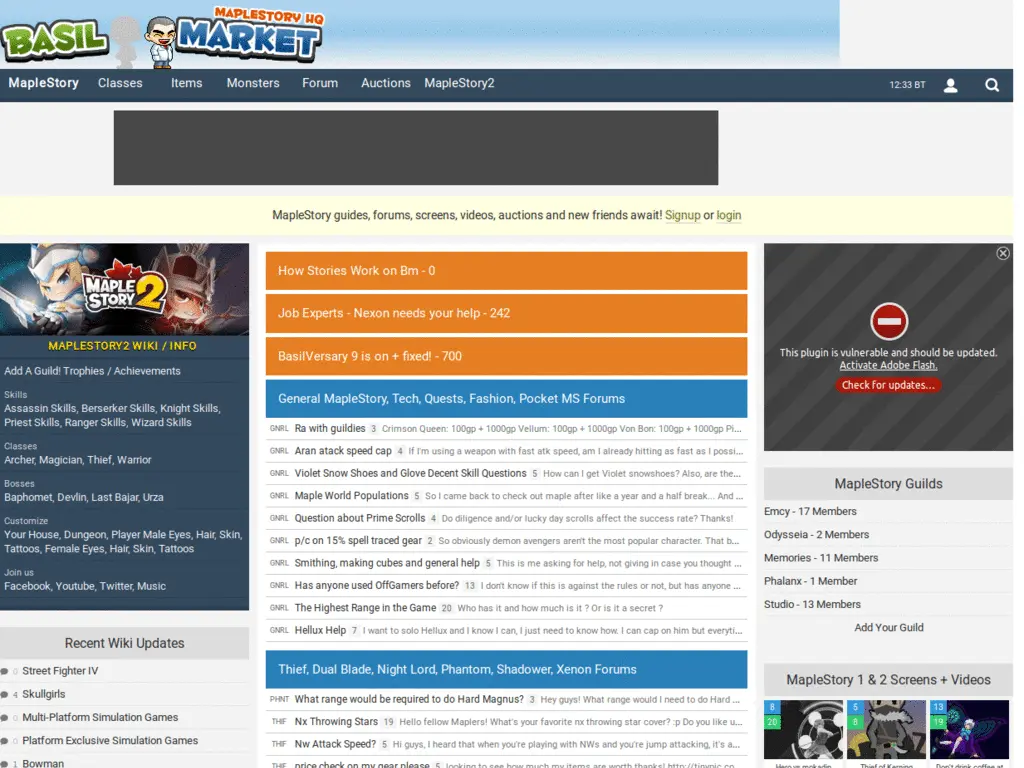 BASIL MAPLESTORY HQ MARKET
MapleStory Classes Items Monsters Forum Auctions MapleStory2 12:33 BT
MapleStory guides, forums, screens, videos, auctions and new friends await! Signup or login
MAPLE STORY 2
MAPLESTORY2 WIKI / INFO
Add A Guild! Trophies / Achievements
Skills
Assassin Skills, Berserker Skills, Knight Skills,
Priest Skills, Ranger Skills, Wizard Skills
Classes
Archer, Magician, Thief, Warrior
Bosses
Baphomet, Devlin, Last Bajar, Urza
Customize
Your House, Dungeon, Player Male Eyes, Hair, Skin,
Tattoos, Female Eyes, Hair, Skin, Tattoos
Join us
Facebook, Youtube, Twitter, Music
Recent Wiki Updates
0 Street Fighter IV
4 Skullgirls
0 Multi-Platform Simulation Games
0 Platform Exclusive Simulation Games
1 Bowman
How Stories Work on Bm - 0
Job Experts - Nexon needs your help - 242
BasilVersary 9 is on + fixed! - 700
General MapleStory, Tech, Quests, Fashion, Pocket MS Forums
GNRL Ra with guildies 3 Crimson Queen: 100gp + 1000gp Vellum: 100gp + 1000gp Von Bon: 100gp + 1000gp Pi...
GNRL Aran atack speed cap 4 If I'm using a weapon with fast atk speed, am I already hitting as fast as I possi...
GNRL Violet Snow Shoes and Glove Decent Skill Questions 5 How can I get Violet snowshoes? Also, are the...
GNRL Maple World Populations 5 So I came back to check out maple after like a year and a half break... And ...
GNRL Question about Prime Scrolls 4 Do diligence and/or lucky day scrolls affect the success rate? Thanks!
GNRL p/c on 15% spell traced gear 2 So obviously demon avengers aren't the most popular character. That b...
GNRL Smithing, making cubes and general help 5 This is me asking for help, not giving in case you thought ...
GNRL Has anyone used OffGamers before? 13 I don't know if this is against the rules or not, but has anyone ...
GNRL The Highest Range in the Game 20 Who has it and how much is it ? Or is it a secret ?
GNRL Hellux Help 7 I want to solo Hellux and I know I can, I just need to know how. I can cap on him but everyti...
Thief, Dual Blade, Night Lord, Phantom, Shadower, Xenon Forums
PHNT What range would be required to do Hard Magnus? 3 Hey guys! What range would I need to do Hard ...
THIF Nx Throwing Stars 19 Hello fellow Maplers! What's your favorite nx throwing star cover? :p Do you like u...
THIF Nw Attack Speed? 5 Hi guys, I heard that when you're playing with NWs and you're jump attacking, it's a...
THIF price check on my gear please 6 looking to see how much my items are worth thanks! http://tinypic.co...
This plugin is vulnerable and should be updated.
Activate Adobe Flash.
Check for updates...
MapleStory Guilds
Emcy - 17 Members
Odysseia - 2 Members
Memories - 11 Members
Phalanx - 1 Member
Studio - 13 Members
Add Your Guild
MapleStory 1 & 2 Screens + Videos
8 5 13
20 8 19
Thief of Kerning Don't drink coffee at